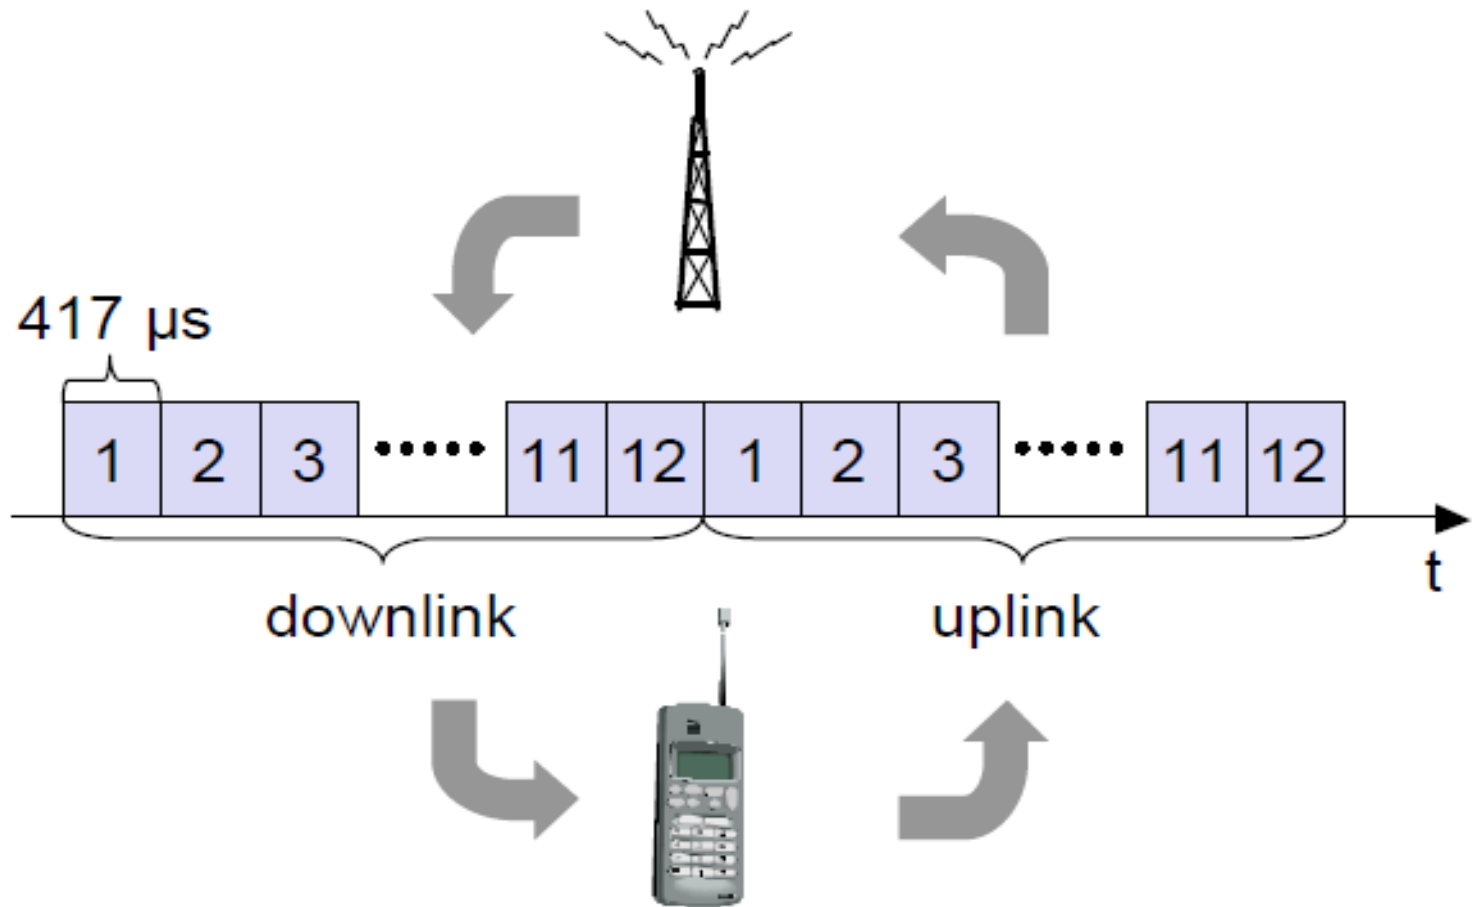 417 µs
1 2 3 ..... 11 12 1 2 3 ..... 11 12
t
downlink uplink